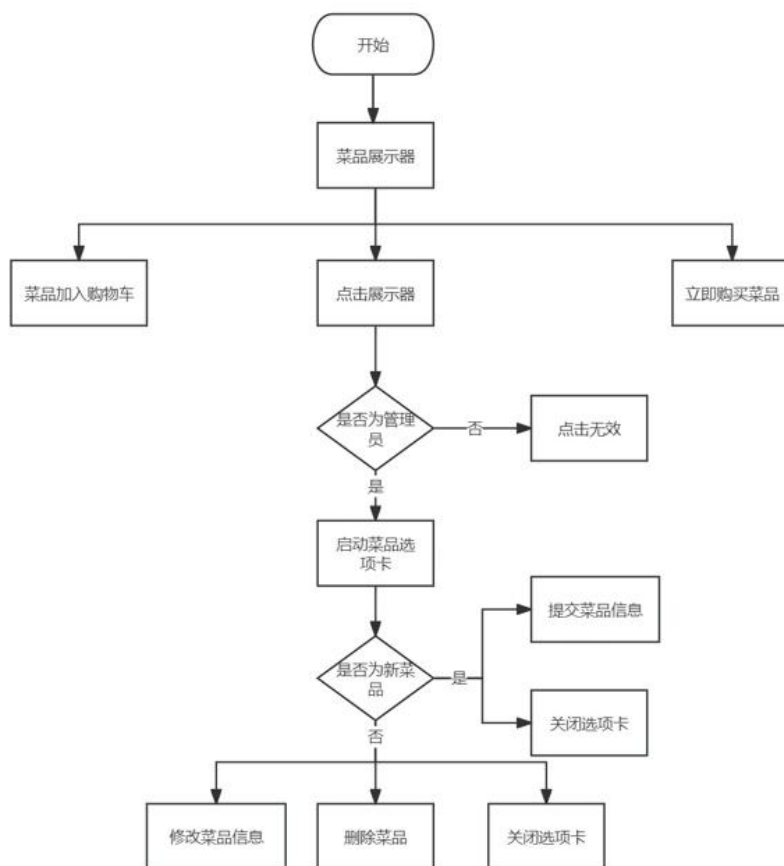 开始
菜品展示器
菜品加入购物车
点击展示器
立即购买菜品
是否为管理
员
否
点击无效
是
启动菜品选
项卡
提交菜品信息
是否为新菜
品
是
关闭选项卡
否
修改菜品信息
删除菜品
关闭选项卡